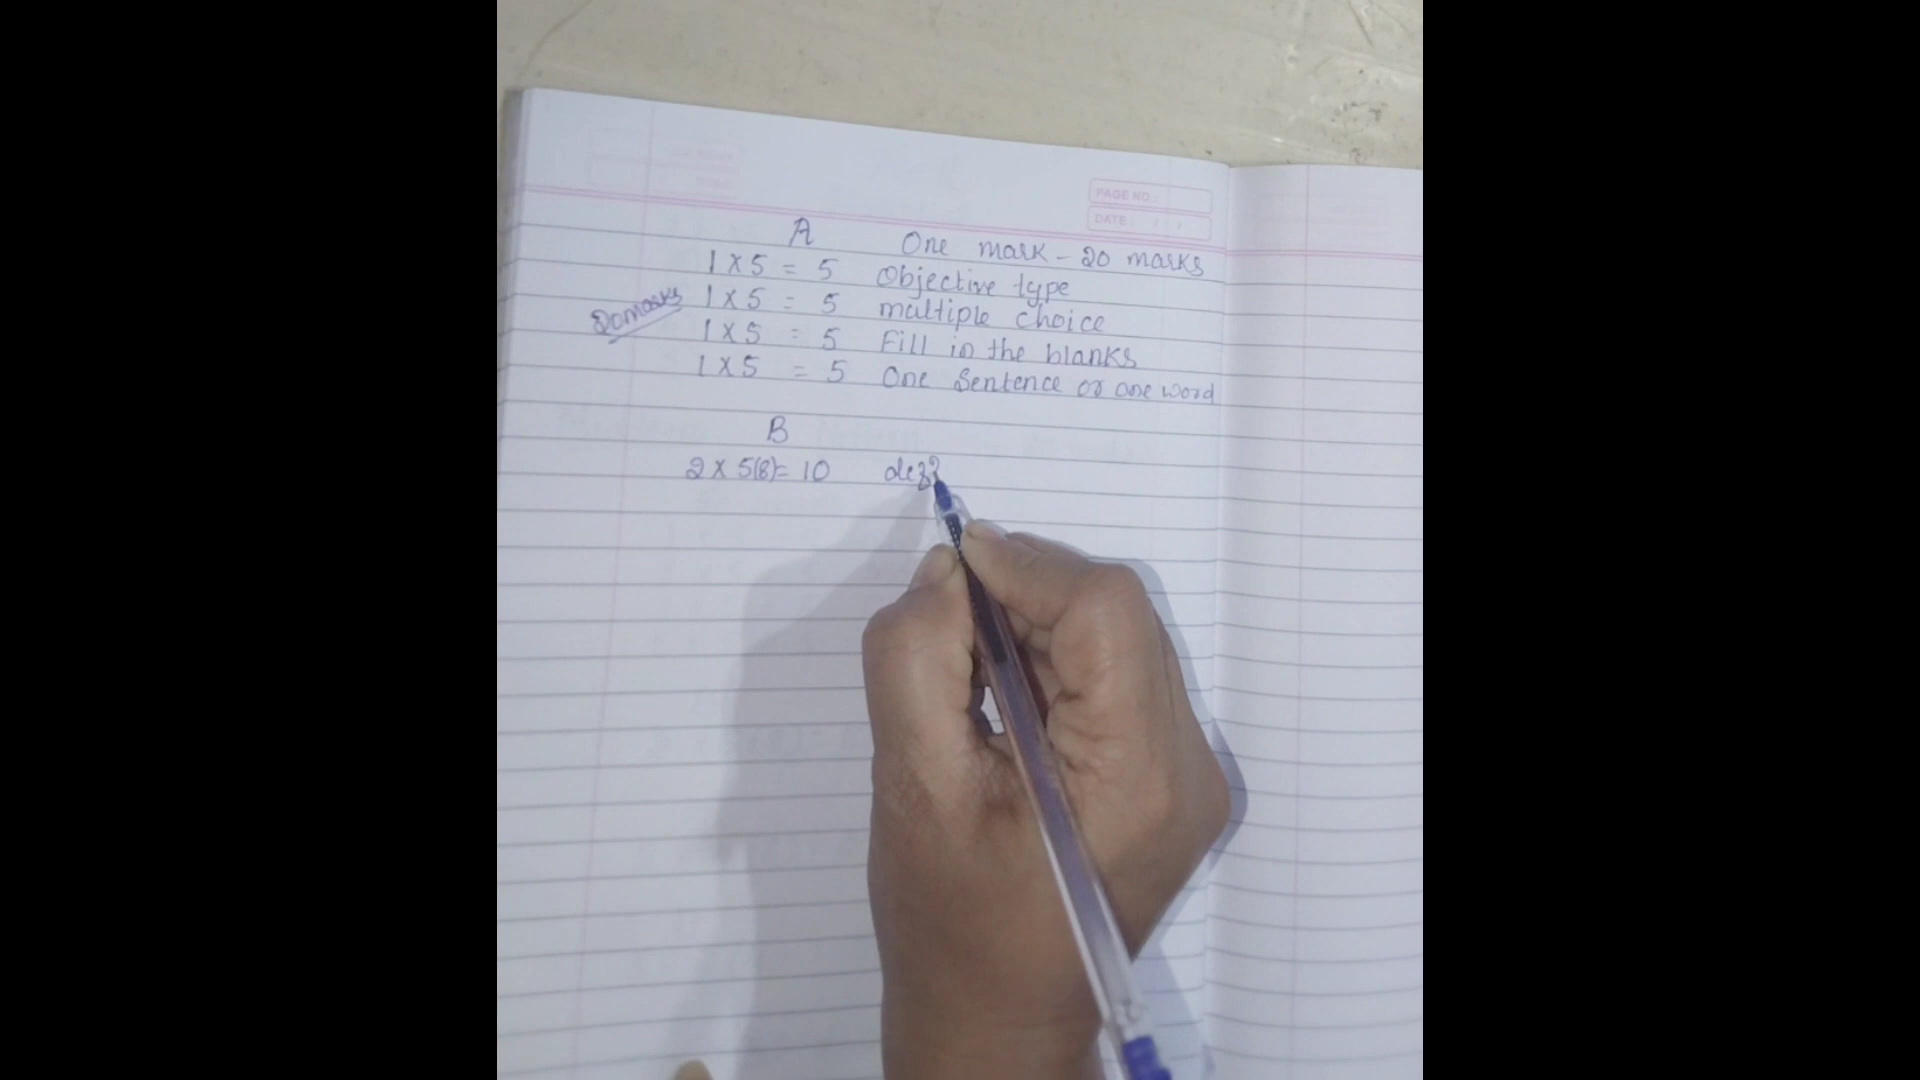 PAGE NO.:
DATE: / /
A One mark - 20 marks
1 x 5 = 5 Objective type
20 marks 1 x 5 = 5 multiple choice
1 x 5 = 5 Fill in the blanks
1 x 5 = 5 One Sentence or one word
B
2 x 5(8)= 10